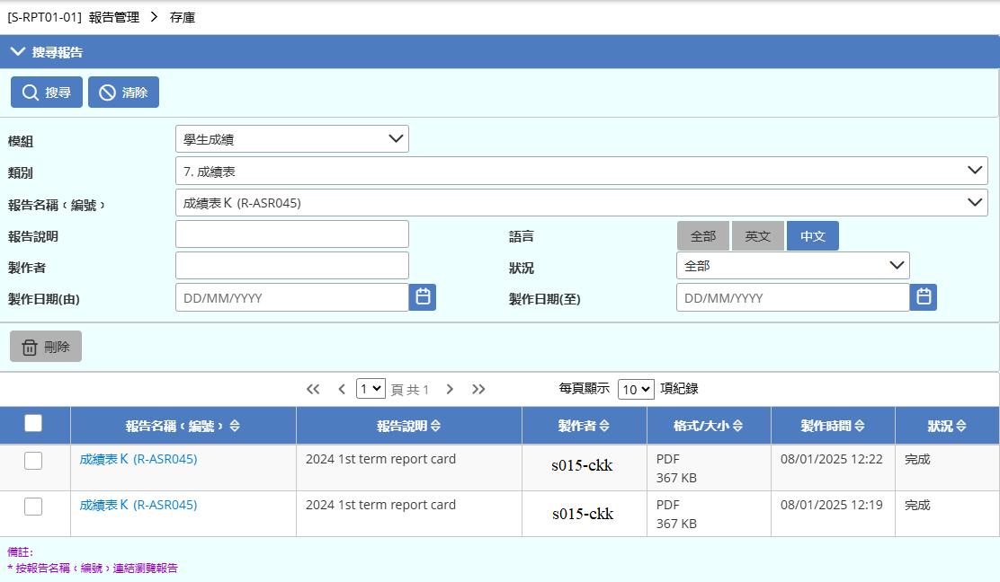 [S-RPT01-01] 報告管理 > 存庫
搜尋報告
搜尋 清除
模組 學生成績
類別 7. 成績表
報告名稱﹙編號﹚ 成績表Ｋ (R-ASR045)
報告說明 語言 全部 英文 中文
製作者 狀況 全部
製作日期(由) DD/MM/YYYY 製作日期(至) DD/MM/YYYY
刪除
1 頁 共 1 每頁顯示 10 項紀錄
報告名稱﹙編號﹚ 報告說明 製作者 格式/大小 製作時間 狀況
成績表Ｋ (R-ASR045) 2024 1st term report card s015-ckk PDF 08/01/2025 12:22 完成
367 KB
成績表Ｋ (R-ASR045) 2024 1st term report card s015-ckk PDF 08/01/2025 12:19 完成
367 KB
備註:
* 按報告名稱﹙編號﹚連結瀏覽報告